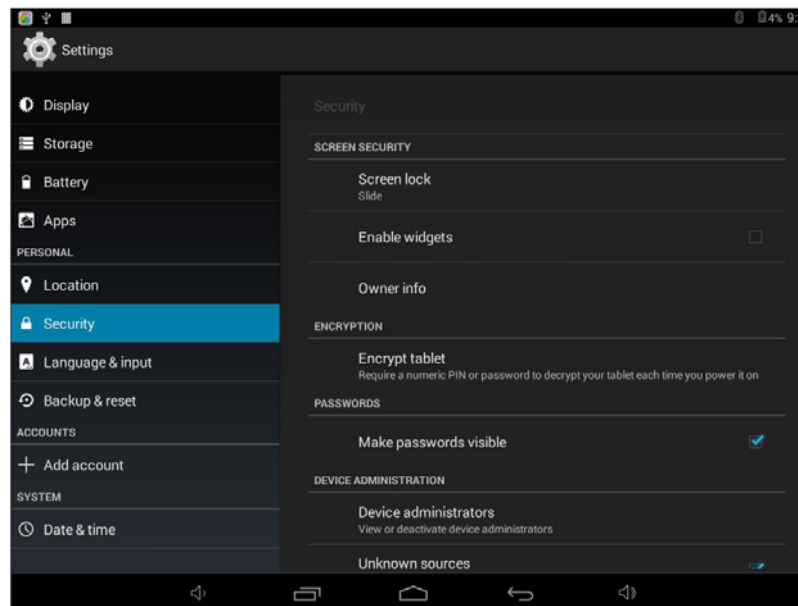 4% 9:
Settings
Display
Storage
Battery
Apps
PERSONAL
Location
Security
Language & input
Backup & reset
ACCOUNTS
Add account
SYSTEM
Date & time
Security
SCREEN SECURITY
Screen lock
Slide
Enable widgets
Owner info
ENCRYPTION
Encrypt tablet
Require a numeric PIN or password to decrypt your tablet each time you power it on
PASSWORDS
Make passwords visible
DEVICE ADMINISTRATION
Device administrators
View or deactivate device administrators
Unknown sources